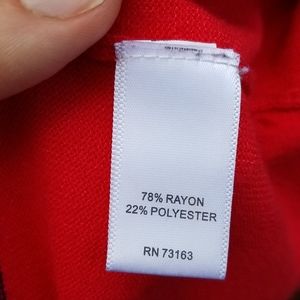 78% RAYON
22% POLYESTER
RN 73163